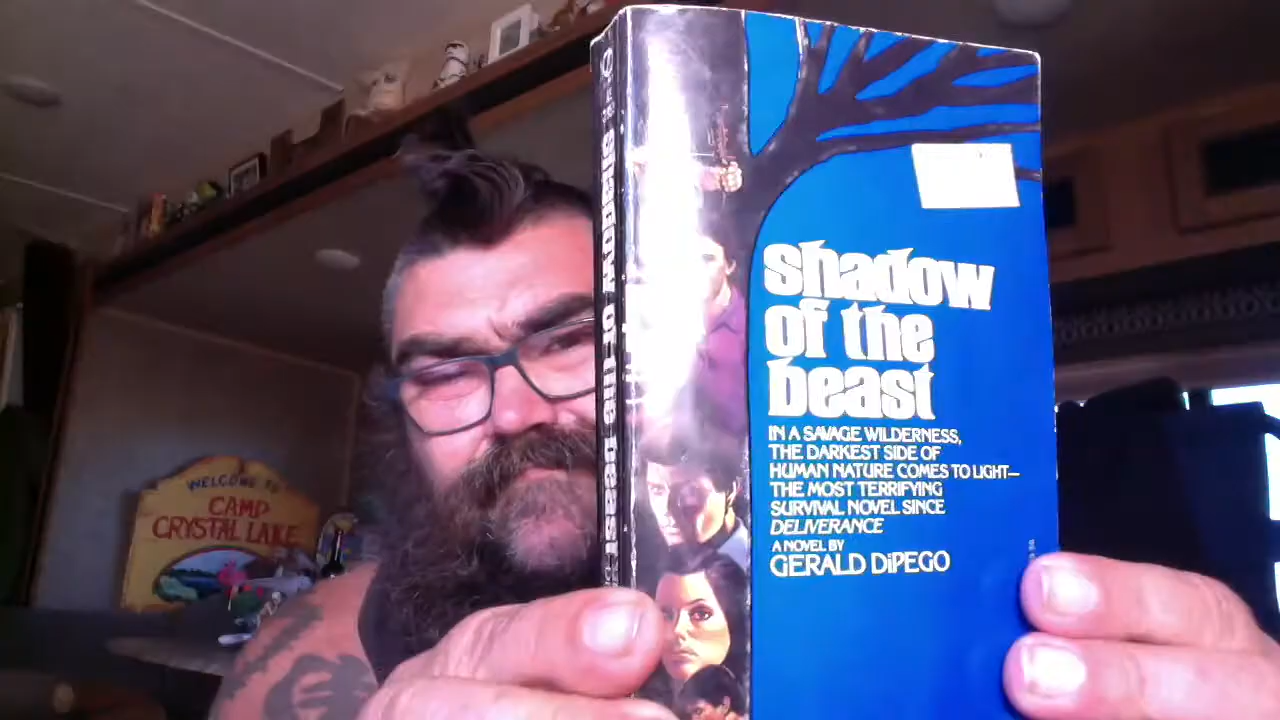 shadow
of the
beast
IN A SAVAGE WILDERNESS,
THE DARKEST SIDE OF
HUMAN NATURE COMES TO LIGHT—
THE MOST TERRIFYING
SURVIVAL NOVEL SINCE
DELIVERANCE
A NOVEL BY
GERALD DiPEGO
SHADOW OF THE BEAST
WELCOME TO
CAMP
CRYSTAL LAKE